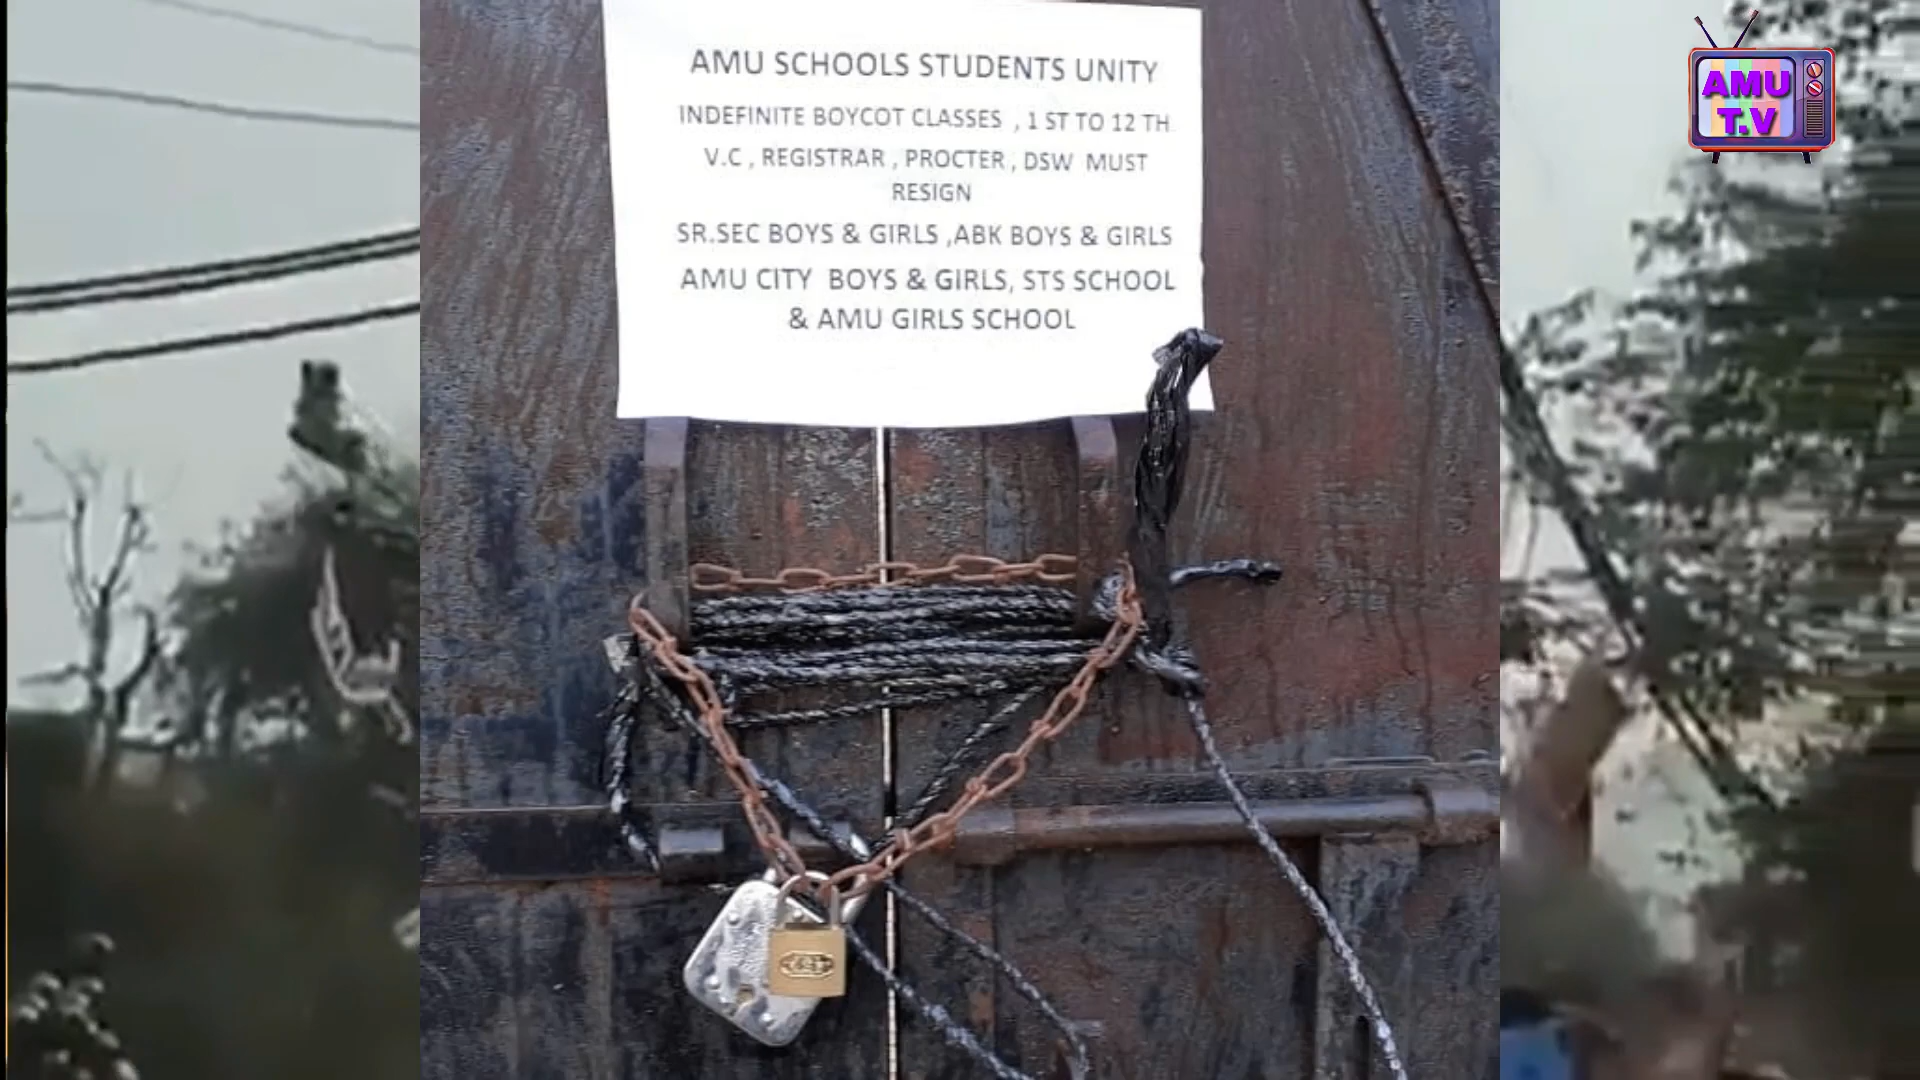 AMU SCHOOLS STUDENTS UNITY
INDEFINITE BOYCOT CLASSES , 1 ST TO 12 TH.
V.C , REGISTRAR , PROCTER , DSW MUST
RESIGN
SR.SEC BOYS & GIRLS ,ABK BOYS & GIRLS
AMU CITY BOYS & GIRLS, STS SCHOOL
& AMU GIRLS SCHOOL
AMU
T.V